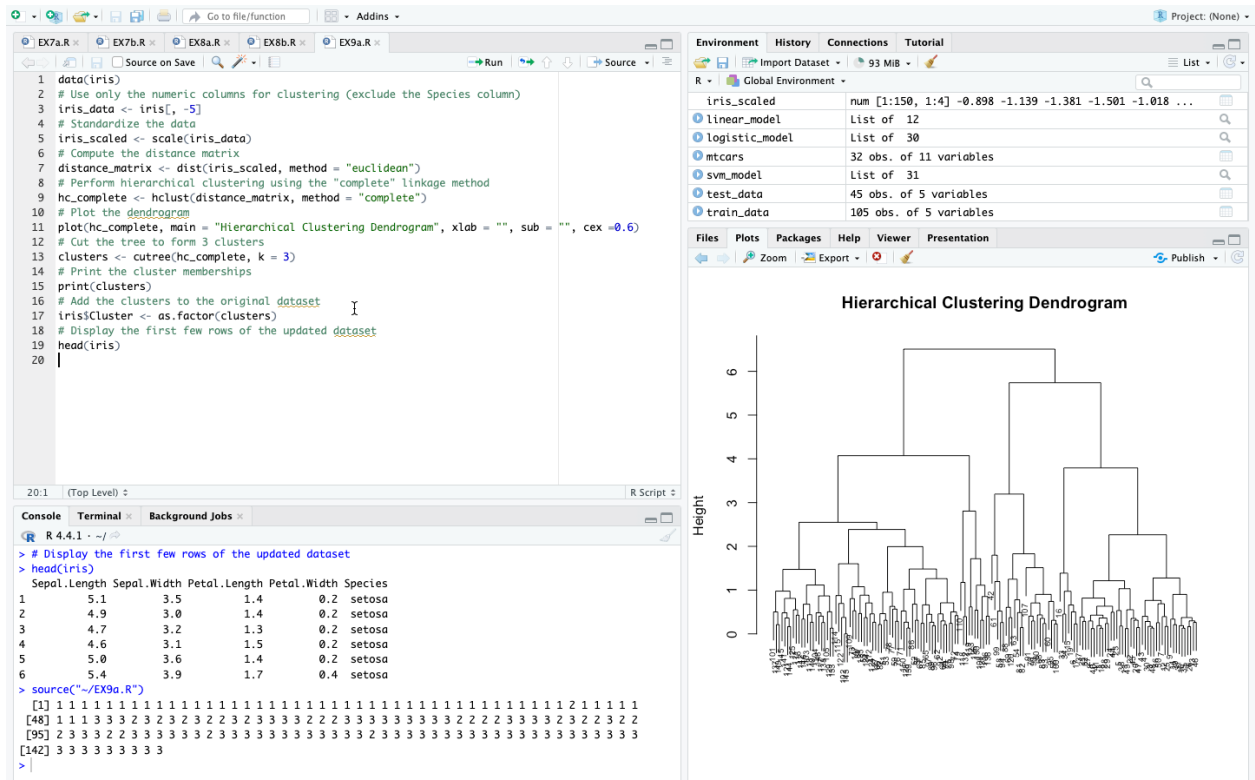 Go to file/function
Addins
Project: (None)
EX7a.R
EX7b.R
EX8a.R
EX8b.R
EX9a.R
Source on Save
Run
Source
1 data(iris)
2 # Use only the numeric columns for clustering (exclude the Species column)
3 iris_data <- iris[, -5]
4 # Standardize the data
5 iris_scaled <- scale(iris_data)
6 # Compute the distance matrix
7 distance_matrix <- dist(iris_scaled, method = "euclidean")
8 # Perform hierarchical clustering using the "complete" linkage method
9 hc_complete <- hclust(distance_matrix, method = "complete")
10 # Plot the dendrogram
11 plot(hc_complete, main = "Hierarchical Clustering Dendrogram", xlab = "", sub = "", cex =0.6)
12 # Cut the tree to form 3 clusters
13 clusters <- cutree(hc_complete, k = 3)
14 # Print the cluster memberships
15 print(clusters)
16 # Add the clusters to the original dataset
17 iris$Cluster <- as.factor(clusters)
18 # Display the first few rows of the updated dataset
19 head(iris)
20
20:1 (Top Level) R Script
Console Terminal Background Jobs
R 4.4.1 · ~/
> # Display the first few rows of the updated dataset
> head(iris)
Sepal.Length Sepal.Width Petal.Length Petal.Width Species
1 5.1 3.5 1.4 0.2 setosa
2 4.9 3.0 1.4 0.2 setosa
3 4.7 3.2 1.3 0.2 setosa
4 4.6 3.1 1.5 0.2 setosa
5 5.0 3.6 1.4 0.2 setosa
6 5.4 3.9 1.7 0.4 setosa
> source("~/EX9a.R")
[1] 1 1 1 1 1 1 1 1 1 1 1 1 1 1 1 1 1 1 1 1 1 1 1 1 1 1 1 1 1 1 1 1 1 1 1 1 1 1 1 1 1 2 1 1 1 1 1
[48] 1 1 1 3 3 3 2 3 2 3 2 3 2 2 3 2 3 3 3 3 2 2 2 3 3 3 3 3 3 3 3 3 2 2 2 2 3 3 3 3 2 3 2 2 3 2 2
[95] 2 3 3 3 2 2 3 3 3 3 3 3 2 3 3 3 3 3 3 3 3 3 3 3 3 3 3 3 3 3 3 3 3 3 3 3 3 3 3 3 3 3 3 3 3 3 3
[142] 3 3 3 3 3 3 3 3 3
>
Environment History Connections Tutorial
Import Dataset 93 MiB List
R Global Environment
iris_scaled num [1:150, 1:4] -0.898 -1.139 -1.381 -1.501 -1.018 ...
linear_model List of 12
logistic_model List of 30
mtcars 32 obs. of 11 variables
svm_model List of 31
test_data 45 obs. of 5 variables
train_data 105 obs. of 5 variables
Files Plots Packages Help Viewer Presentation
Zoom Export Publish
Hierarchical Clustering Dendrogram
Height
6
5
4
3
2
1
0
42
16
61
107